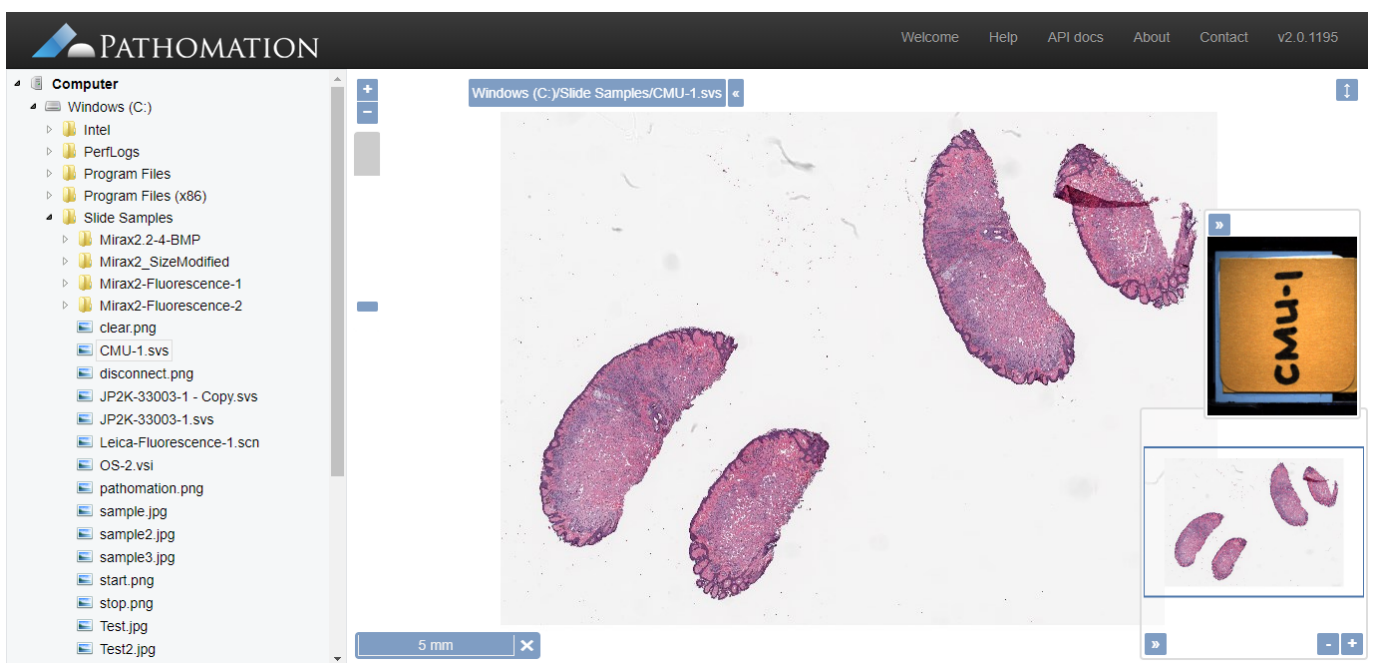 PATHOMATION
Welcome Help API docs About Contact v2.0.1195
Computer
Windows (C:)
Intel
PerfLogs
Program Files
Program Files (x86)
Slide Samples
Mirax2.2-4-BMP
Mirax2_SizeModified
Mirax2-Fluorescence-1
Mirax2-Fluorescence-2
clear.png
CMU-1.svs
disconnect.png
JP2K-33003-1 - Copy.svs
JP2K-33003-1.svs
Leica-Fluorescence-1.scn
OS-2.vsi
pathomation.png
sample.jpg
sample2.jpg
sample3.jpg
start.png
stop.png
Test.jpg
Test2.jpg
+
−
Windows (C:)/Slide Samples/CMU-1.svs «
»
CMU-1
5 mm
» - +